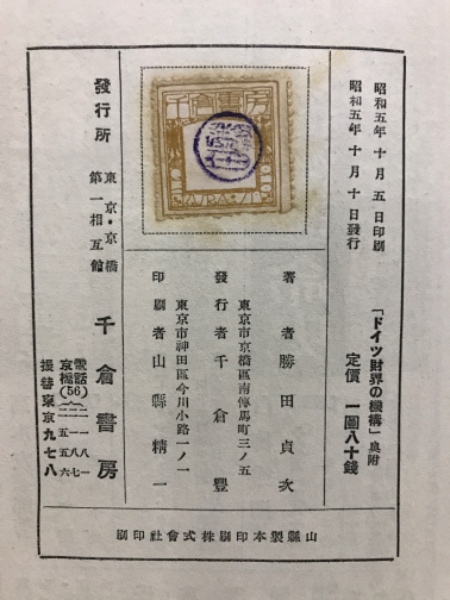 昭和五年十月五日印刷
昭和五年十月十日發行
「ドイツ財界の機構」奥附
定價 一圓八十錢
千倉書房
著者 勝田貞次
東京市京橋區南傳馬町三ノ五
發行者 千倉豐
東京市神田區今川小路一ノ一
印刷者 山縣精一
發行所
東京・京橋
第一相互館
千倉書房
電話
京橋(56)
振替東京九七八
山縣製本印刷株式會社印刷